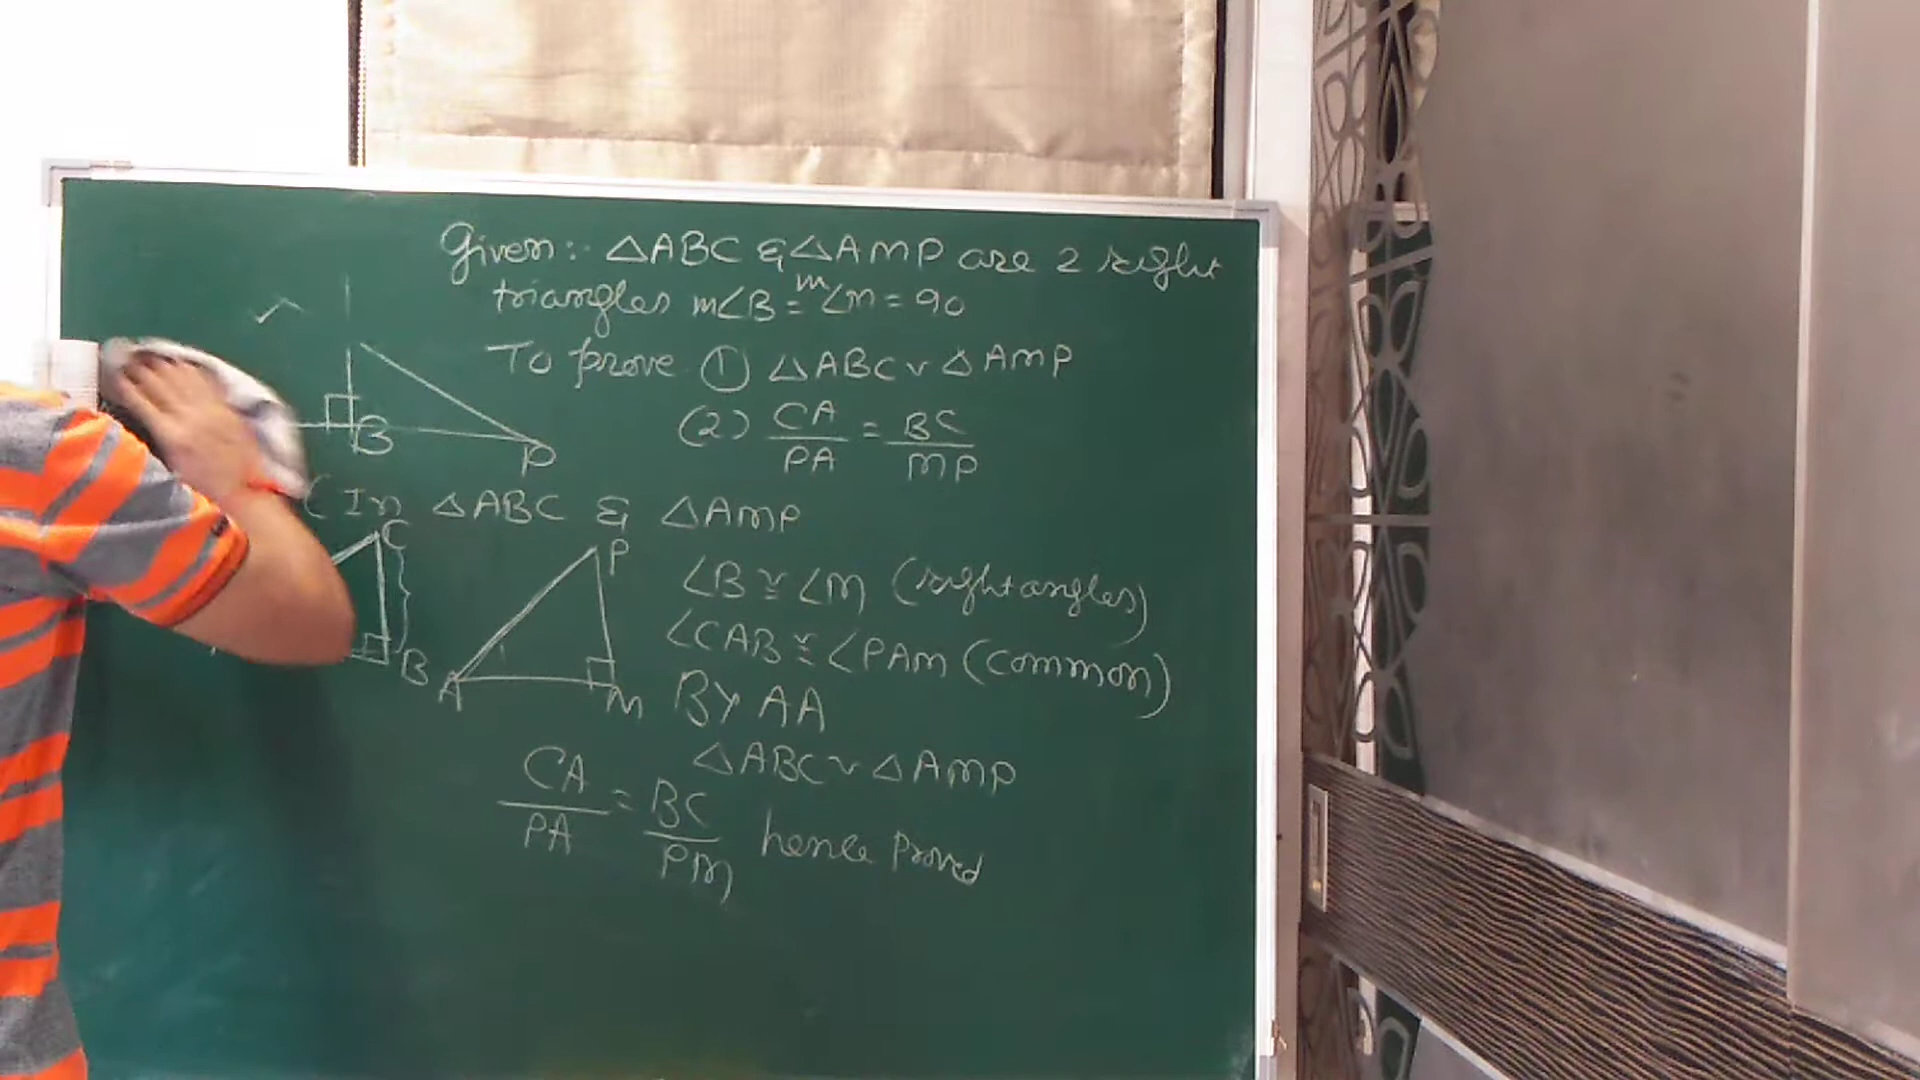 Given:- △ABC & △AMP are 2 right
triangles m∠B = m∠M = 90
To prove ① △ABC ~ △AMP
(2) CA/PA = BC/MP
B
P
In △ABC & △AMP
C
P
∠B ≅ ∠M (right angles)
∠CAB ≅ ∠PAM (common)
B
A
M
By AA
△ABC ~ △AMP
CA/PA = BC/PM hence Proved